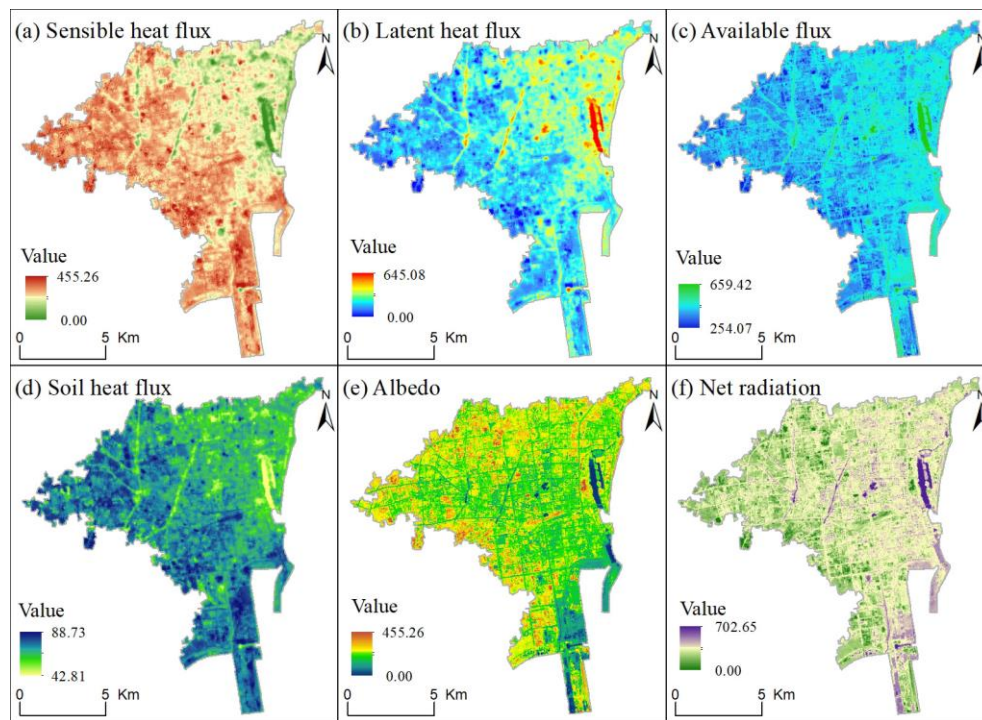 (a) Sensible heat flux
N
Value
455.26
0.00
0 5 Km
(b) Latent heat flux
N
Value
645.08
0.00
0 5 Km
(c) Available flux
N
Value
659.42
254.07
0 5 Km
(d) Soil heat flux
N
Value
88.73
42.81
0 5 Km
(e) Albedo
N
Value
455.26
0.00
0 5 Km
(f) Net radiation
N
Value
702.65
0.00
0 5 Km